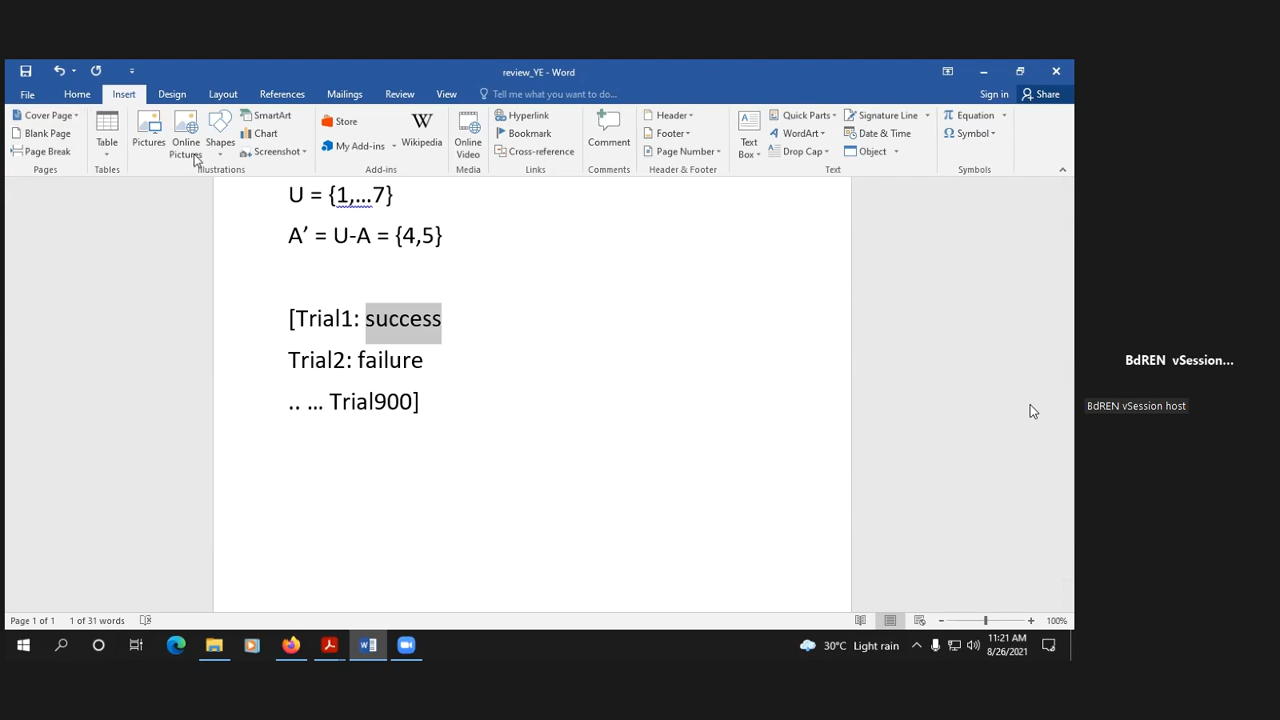 review_YE - Word
File Home Insert Design Layout References Mailings Review View Tell me what you want to do... Sign in Share
Cover Page
Blank Page
Page Break
Pages
Table
Tables
Pictures
Online Pictures
Shapes
SmartArt
Chart
Screenshot
Illustrations
Store
My Add-ins
Wikipedia
Add-ins
Online Video
Media
Hyperlink
Bookmark
Cross-reference
Links
Comment
Comments
Header
Footer
Page Number
Header & Footer
Text Box
Quick Parts
WordArt
Drop Cap
Signature Line
Date & Time
Object
Text
Equation
Symbol
Symbols
U = {1,...7}
A’ = U-A = {4,5}
[Trial1: success
Trial2: failure
.. ... Trial900]
BdREN vSession...
BdREN vSession host
Page 1 of 1 1 of 31 words 100%
30°C Light rain
11:21 AM
8/26/2021